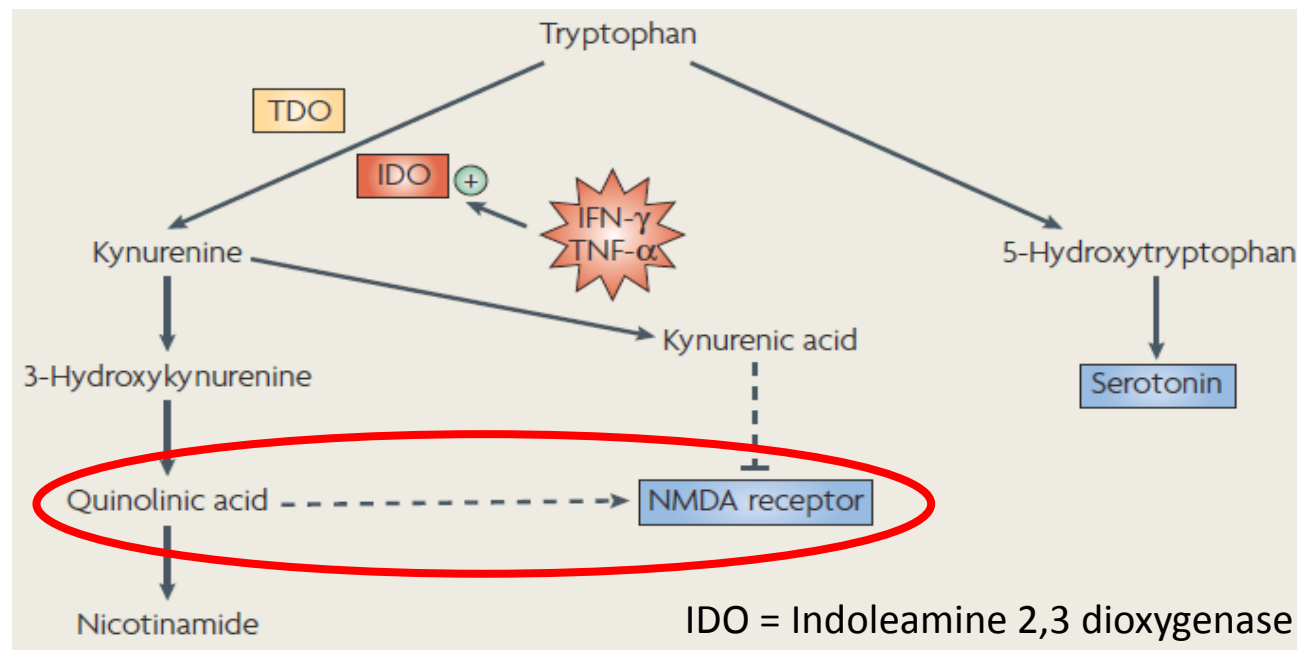 Tryptophan
TDO
IDO +
IFN-γ
TNF-α
Kynurenine
5-Hydroxytryptophan
Kynurenic acid
3-Hydroxykynurenine
Serotonin
Quinolinic acid
NMDA receptor
Nicotinamide
IDO = Indoleamine 2,3 dioxygenase